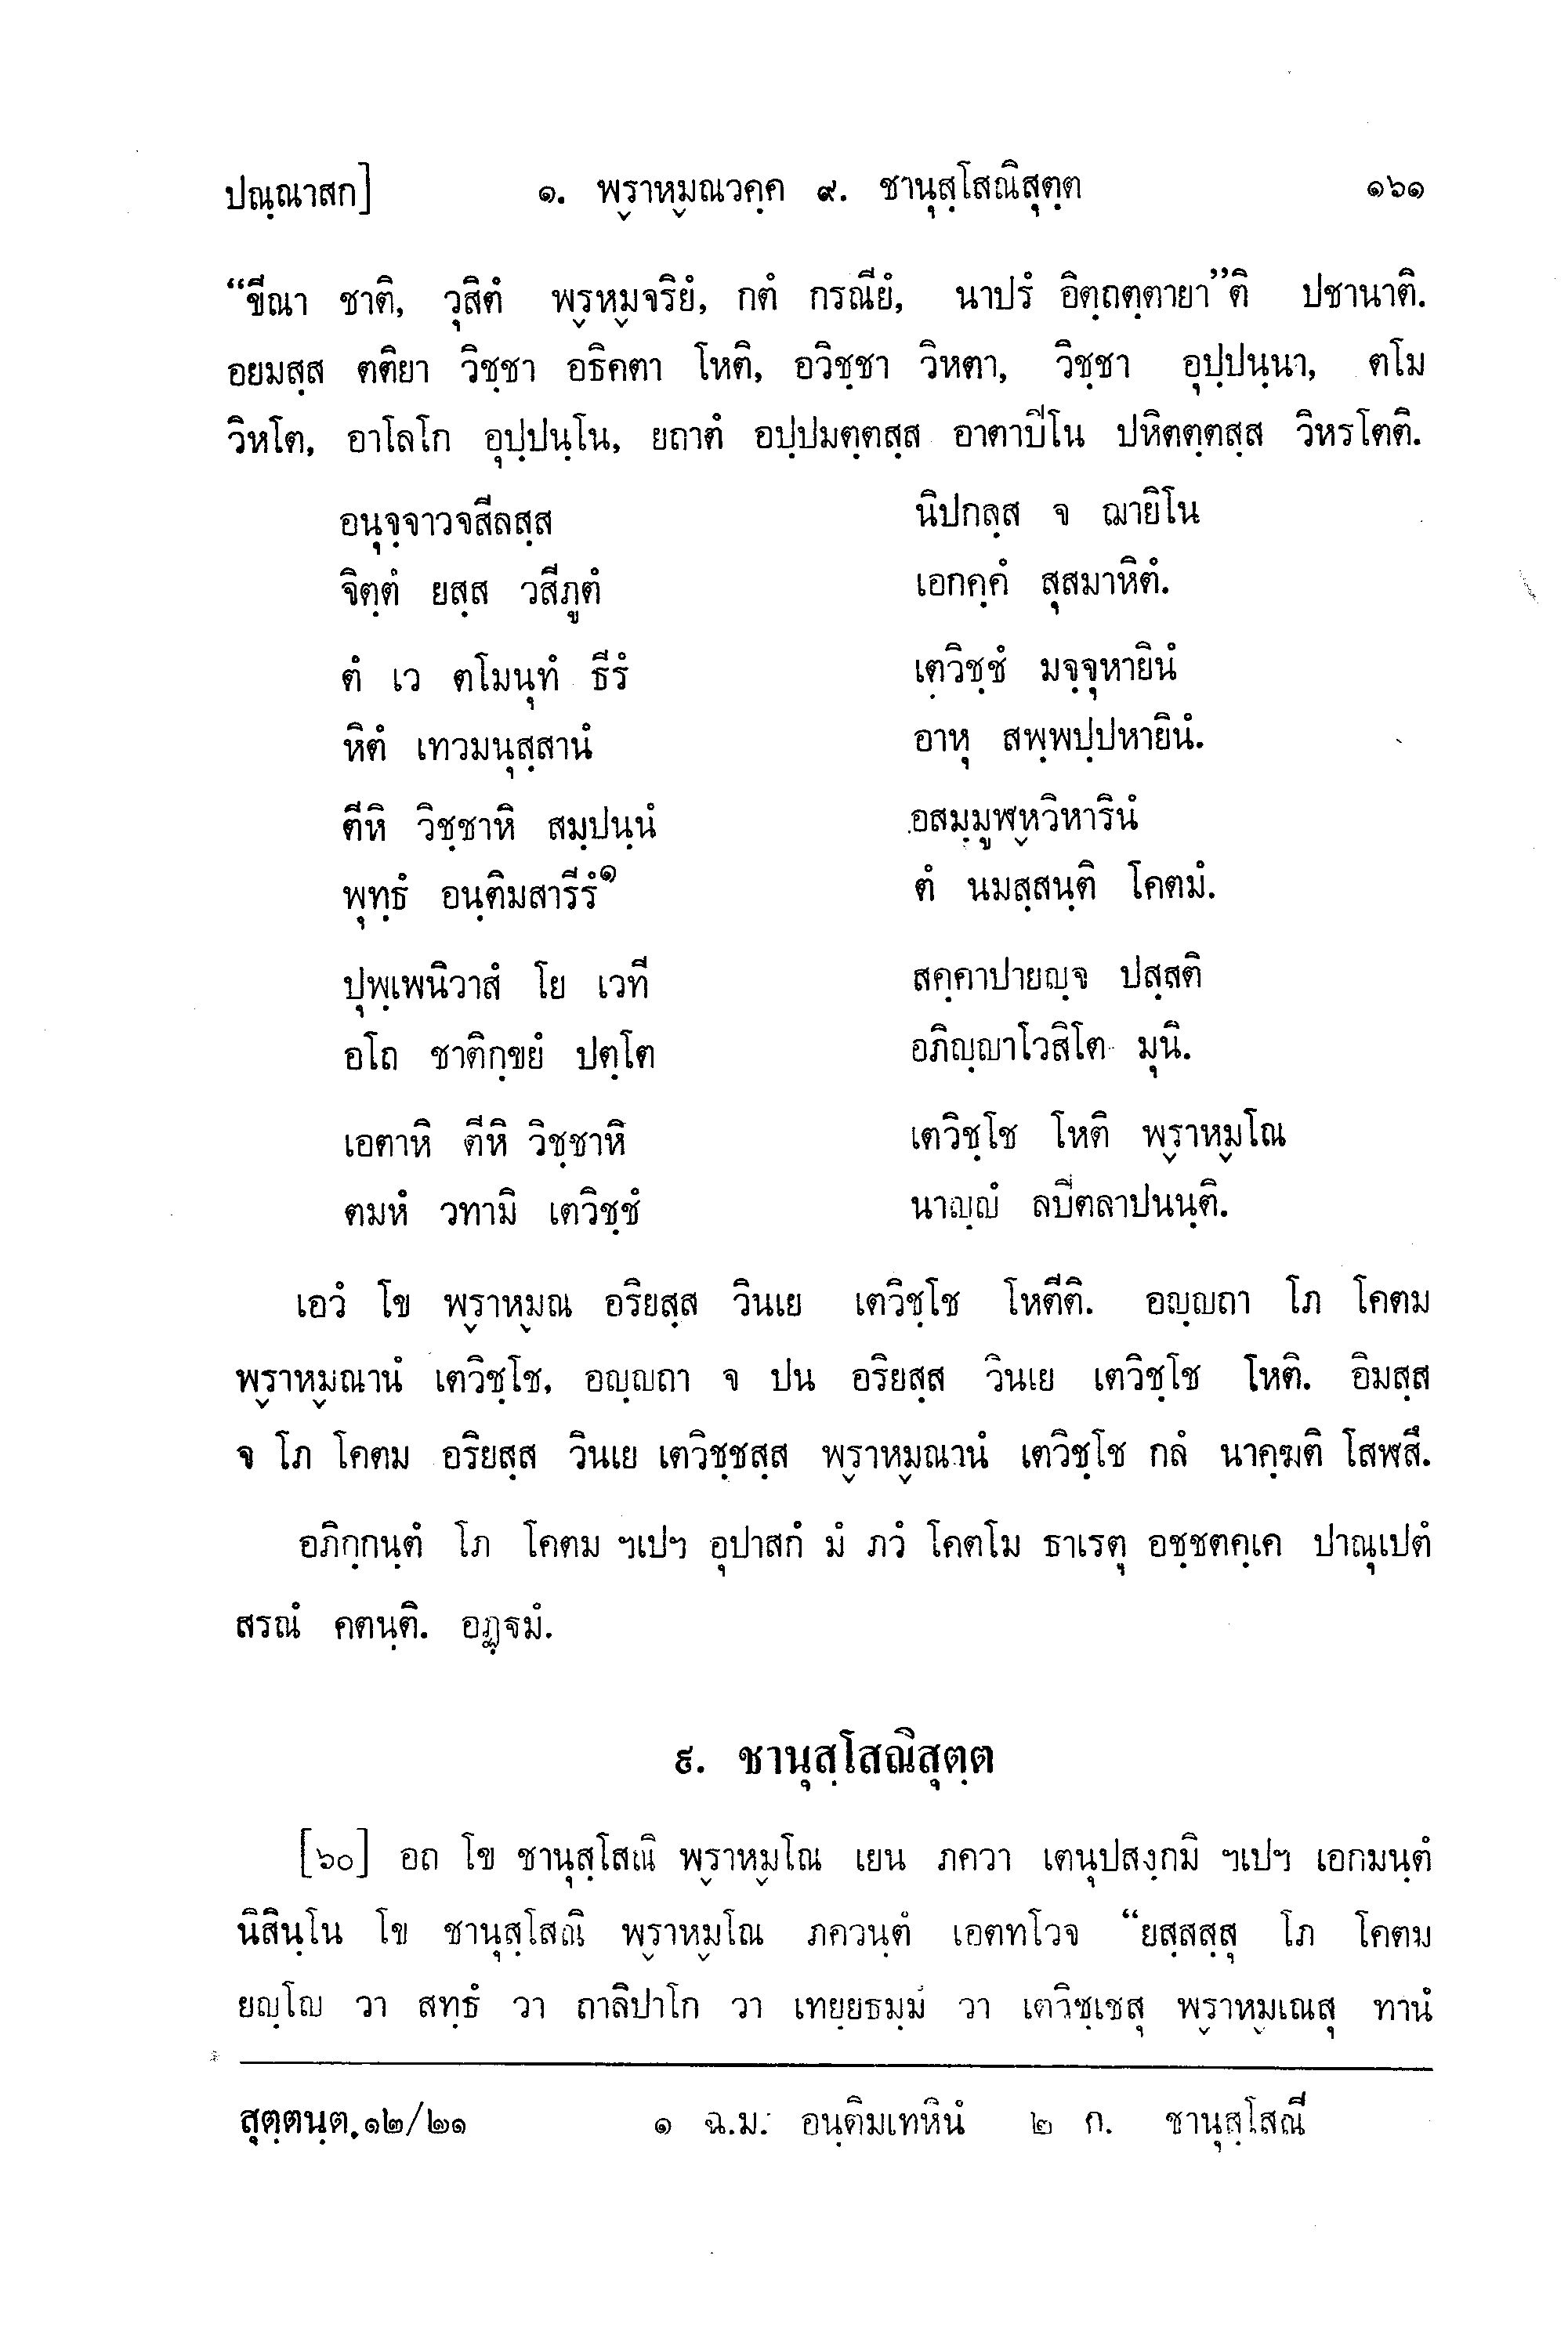 ปณฺณาสก] ๑. พฺราหฺมณวคฺค ๙. ชานุสฺโสณิสุตฺต ๑๖๑
“ขีณา ชาติ, วุสิตํ พฺรหฺมจริยํ, กตํ กรณียํ, นาปรํ อิตฺถตฺตายา”ติ ปชานาติ.
อยมสฺส ตติยา วิชฺชา อธิคตา โหติ, อวิชฺชา วิหตา, วิชฺชา อุปฺปนฺนา, ตโม
วิหโต, อาโลโก อุปฺปนฺโน, ยถาตํ อปฺปมตฺตสฺส อาตาปิโน ปหิตตฺตสฺส วิหรโตติ.
อนุจฺจาวจสีลสฺส นิปกสฺส จ ฌายิโน
จิตฺตํ ยสฺส วสีภูตํ เอกคฺคํ สุสมาหิตํ.
ตํ เว ตโมนุทํ ธีรํ เตวิชฺชํ มจฺจุหายินํ
หิตํ เทวมนุสฺสานํ อาหุ สพฺพปฺปหายินํ.
ตีหิ วิชฺชาหิ สมฺปนฺนํ อสมฺมูฬฺหวิหารินํ
พุทฺธํ อนฺติมสารีรํ๑ ตํ นมสฺสนฺติ โคตมํ.
ปุพฺเพนิวาสํ โย เวที สคฺคาปายญฺจ ปสฺสติ
อโถ ชาติกฺขยํ ปตฺโต อภิญฺญาโวสิโต มุนิ.
เอตาหิ ตีหิ วิชฺชาหิ เตวิชฺโช โหติ พฺราหฺมโณ
ตมหํ วทามิ เตวิชฺชํ นาญฺญํ ลปิตลาปนนฺติ.
เอวํ โข พฺราหฺมณ อริยสฺส วินเย เตวิชฺโช โหตีติ. อญฺญถา โภ โคตม
พฺราหฺมณานํ เตวิชฺโช, อญฺญถา จ ปน อริยสฺส วินเย เตวิชฺโช โหติ. อิมสฺส
จ โภ โคตม อริยสฺส วินเย เตวิชฺชสฺส พฺราหฺมณานํ เตวิชฺโช กลํ นาคฺฆติ โสฬสึ.
อภิกฺกนฺตํ โภ โคตม ฯเปฯ อุปาสกํ มํ ภวํ โคตโม ธาเรตุ อชฺชตคฺเค ปาณุเปตํ
สรณํ คตนฺติ. อฏฺฐมํ.
๙. ชานุสฺโสณิสุตฺต
[๖๐] อถ โข ชานุสฺโสณิ พฺราหฺมโณ เยน ภควา เตนุปสงฺกมิ ฯเปฯ เอกมนฺตํ
นิสินฺโน โข ชานุสฺโสณิ พฺราหฺมโณ ภควนฺตํ เอตทโวจ “ยสฺสสฺสุ โภ โคตม
ยญฺโญ วา สทฺธํ วา ถาลิปาโก วา เทยฺยธมฺมํ วา เตวิชฺเชสุ พฺราหฺมเณสุ ทานํ
สุตฺตนฺต.๑๒/๒๑ ๑ ฉ.ม. อนฺติมเทหินํ ๒ ก. ชานุสฺโสณี